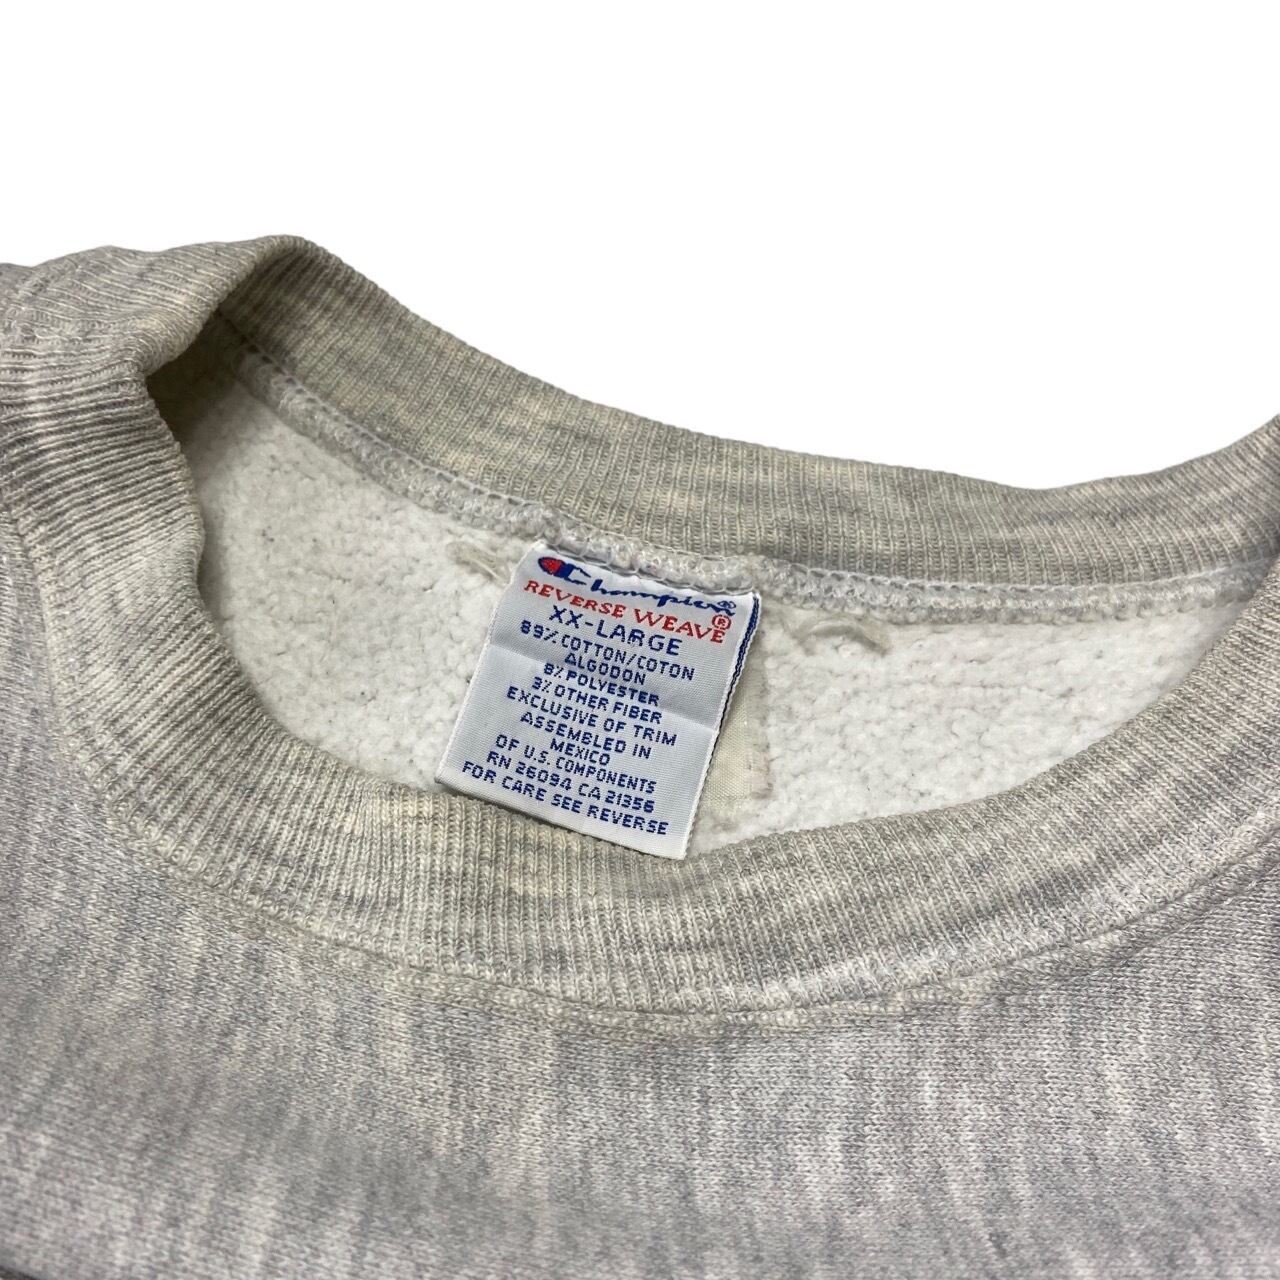 Champion®
REVERSE WEAVE®
XX-LARGE
89% COTTON/COTON
ALGODON
8% POLYESTER
3% OTHER FIBER
EXCLUSIVE OF TRIM
ASSEMBLED IN
MEXICO
OF U.S. COMPONENTS
RN 26094 CA 21356
FOR CARE SEE REVERSE